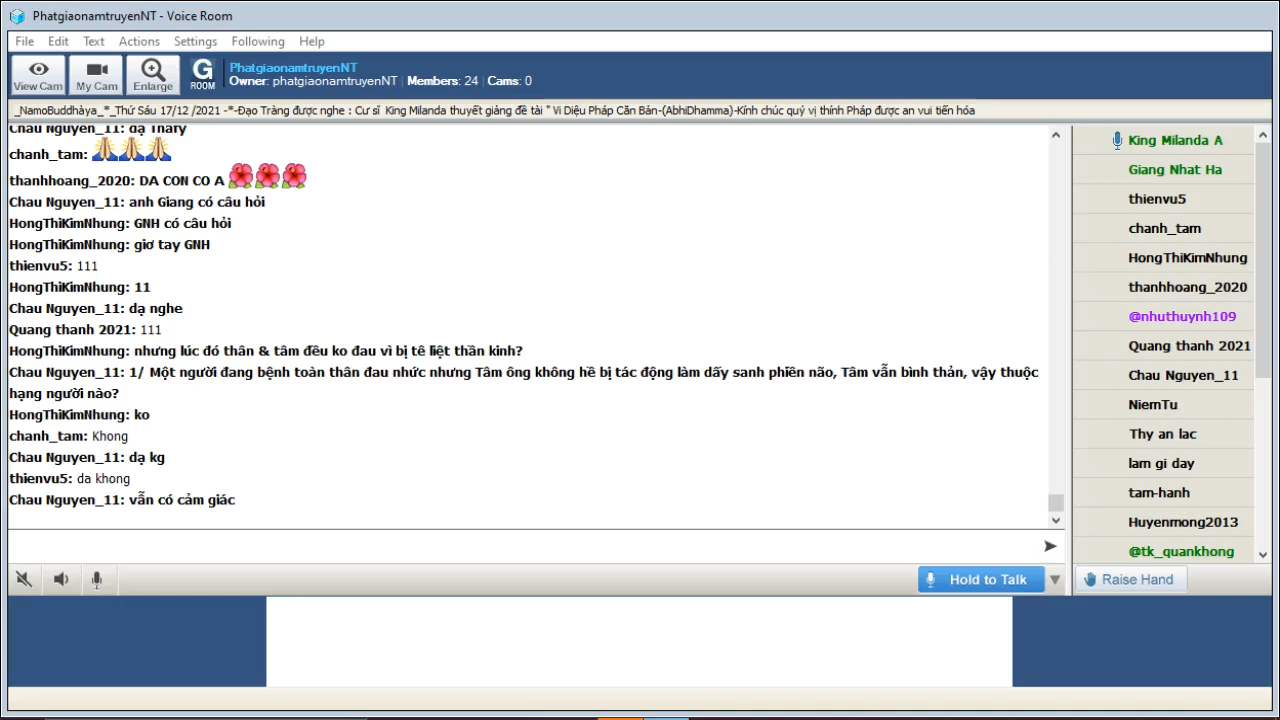 PhatgiaonamtruyenNT - Voice Room
File Edit Text Actions Settings Following Help
View Cam My Cam Enlarge G ROOM
PhatgiaonamtruyenNT
Owner: phatgiaonamtruyenNT | Members: 24 | Cams: 0
_NamoBuddhàya_*_Thứ Sáu 17/12 /2021 -*-Đạo Tràng được nghe : Cư sĩ King Milanda thuyết giảng đề tài " Vi Diệu Pháp Căn Bản-(AbhiDhamma)-Kính chúc quý vị thính Pháp được an vui tiến hóa
Chau Nguyen_11: dạ Thafy
chanh_tam:
thanhhoang_2020: DA CON CO A
Chau Nguyen_11: anh Giang có câu hỏi
HongThiKimNhung: GNH có câu hỏi
HongThiKimNhung: giơ tay GNH
thienvu5: 111
HongThiKimNhung: 11
Chau Nguyen_11: dạ nghe
Quang thanh 2021: 111
HongThiKimNhung: nhưng lúc đó thân & tâm đều ko đau vì bị tê liệt thần kinh?
Chau Nguyen_11: 1/ Một người đang bệnh toàn thân đau nhức nhưng Tâm ông không hề bị tác động làm dấy sanh phiền não, Tâm vẫn bình thản, vậy thuộc
hạng người nào?
HongThiKimNhung: ko
chanh_tam: Khong
Chau Nguyen_11: dạ kg
thienvu5: da khong
Chau Nguyen_11: vẫn có cảm giác
King Milanda A
Giang Nhat Ha
thienvu5
chanh_tam
HongThiKimNhung
thanhhoang_2020
@nhuthuynh109
Quang thanh 2021
Chau Nguyen_11
NiemTu
Thy an lac
lam gi day
tam-hanh
Huyenmong2013
@tk_quankhong
Hold to Talk
Raise Hand